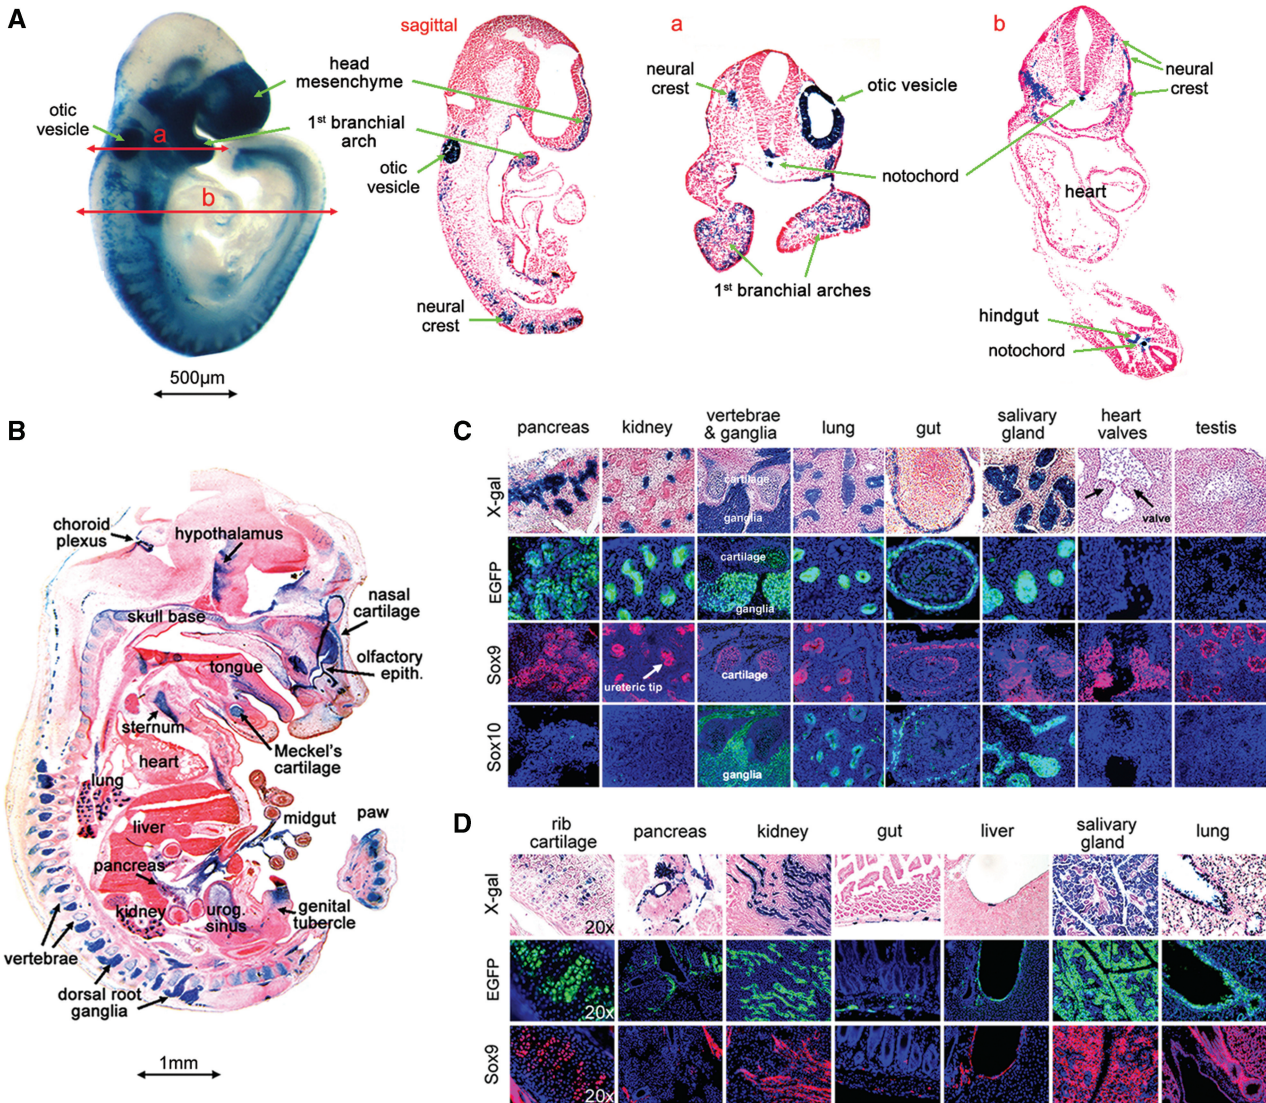 A
otic
vesicle
a
b
500µm
head
mesenchyme
1st branchial
arch
sagittal
otic
vesicle
neural
crest
a
neural
crest
otic vesicle
notochord
1st branchial arches
b
neural
crest
heart
hindgut
notochord
B
choroid
plexus
hypothalamus
nasal
cartilage
skull base
olfactory
epith.
tongue
sternum
Meckel's
cartilage
heart
lung
liver
midgut
paw
pancreas
kidney
urog.
sinus
genital
tubercle
vertebrae
dorsal root
ganglia
1mm
C
pancreas
kidney
vertebrae
& ganglia
lung
gut
salivary
gland
heart
valves
testis
X-gal
cartilage
ganglia
valve
EGFP
cartilage
ganglia
Sox9
ureteric tip
cartilage
Sox10
ganglia
D
rib
cartilage
pancreas
kidney
gut
liver
salivary
gland
lung
X-gal
20x
EGFP
20x
Sox9
20x